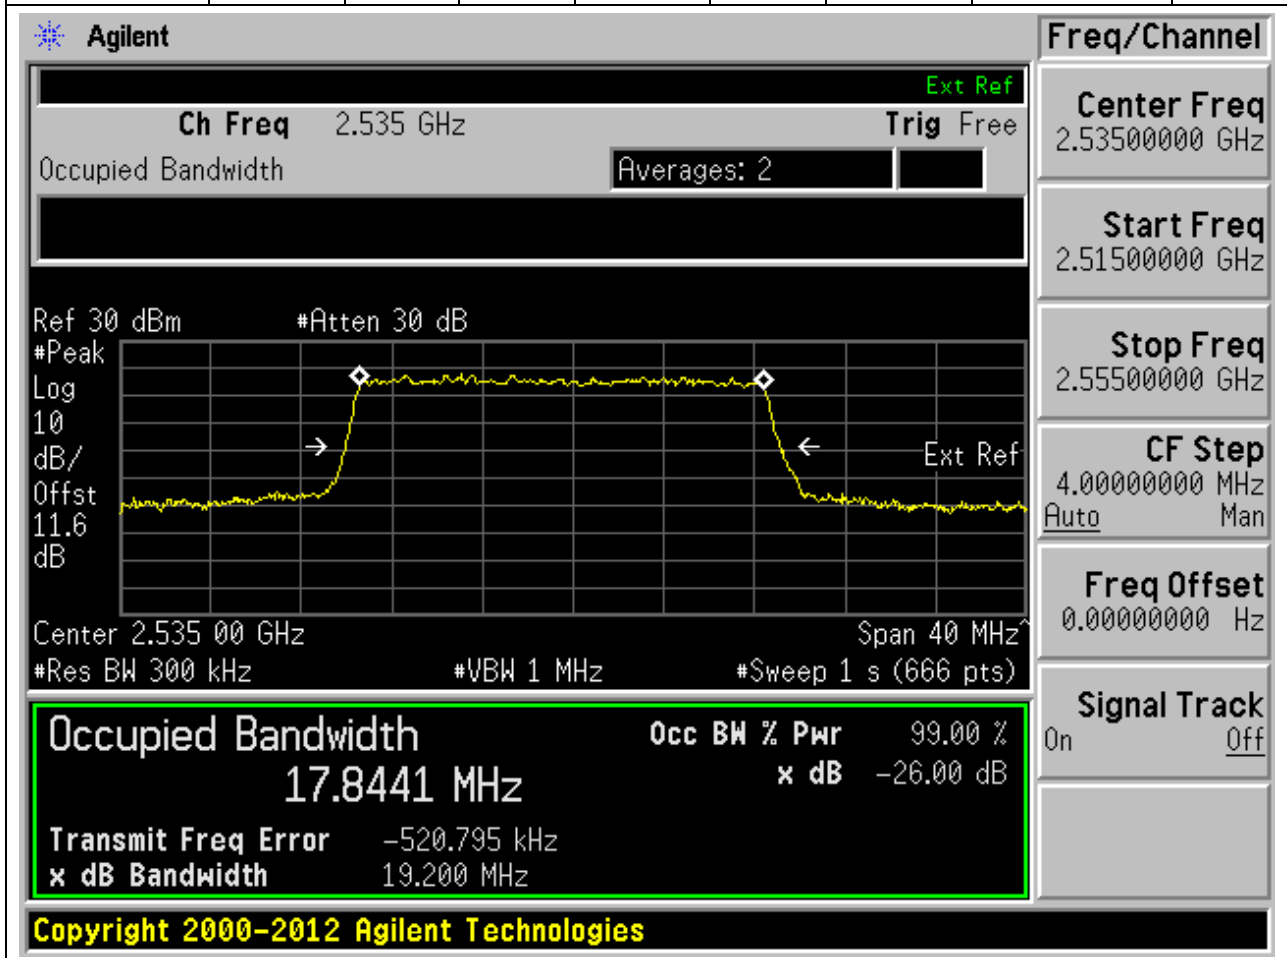 Agilent
Freq/Channel
Ext Ref
Ch Freq 2.535 GHz
Trig Free
Occupied Bandwidth
Averages: 2
Center Freq
2.53500000 GHz
Start Freq
2.51500000 GHz
Stop Freq
2.55500000 GHz
CF Step
4.00000000 MHz
Auto Man
Freq Offset
0.00000000 Hz
Signal Track
On Off
Ref 30 dBm #Atten 30 dB
#Peak
Log
10
dB/
Offst
11.6
dB
Ext Ref
Center 2.535 00 GHz Span 40 MHz^
#Res BW 300 kHz #VBW 1 MHz #Sweep 1 s (666 pts)
Occupied Bandwidth
17.8441 MHz
Occ BW % Pwr 99.00 %
x dB -26.00 dB
Transmit Freq Error -520.795 kHz
x dB Bandwidth 19.200 MHz
Copyright 2000-2012 Agilent Technologies